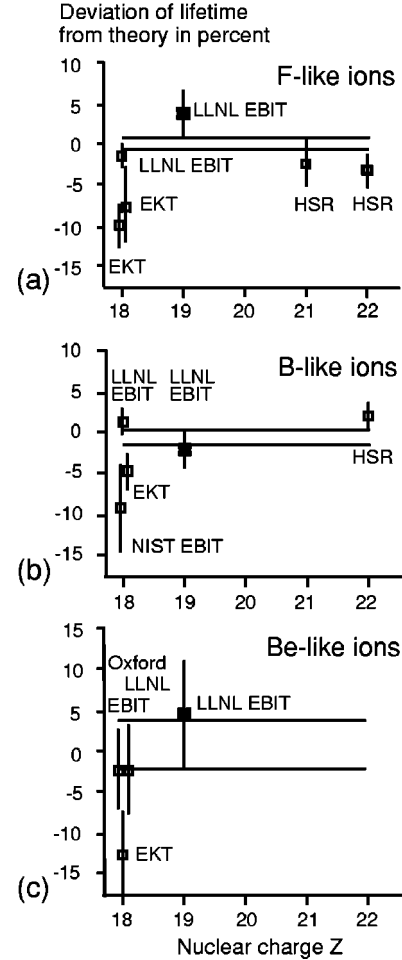 Deviation of lifetime
from theory in percent
10
F-like ions
5
LLNL EBIT
0
LLNL EBIT
-5
EKT
HSR
HSR
-10
EKT
-15
(a)
18
19
20
21
22
10
B-like ions
LLNL
LLNL
5
EBIT
EBIT
0
HSR
-5
EKT
-10
NIST EBIT
-15
(b)
18
19
20
21
22
15
Be-like ions
10
Oxford
LLNL
EBIT
LLNL EBIT
5
0
-5
-10
EKT
-15
(c)
18
19
20
21
22
Nuclear charge Z